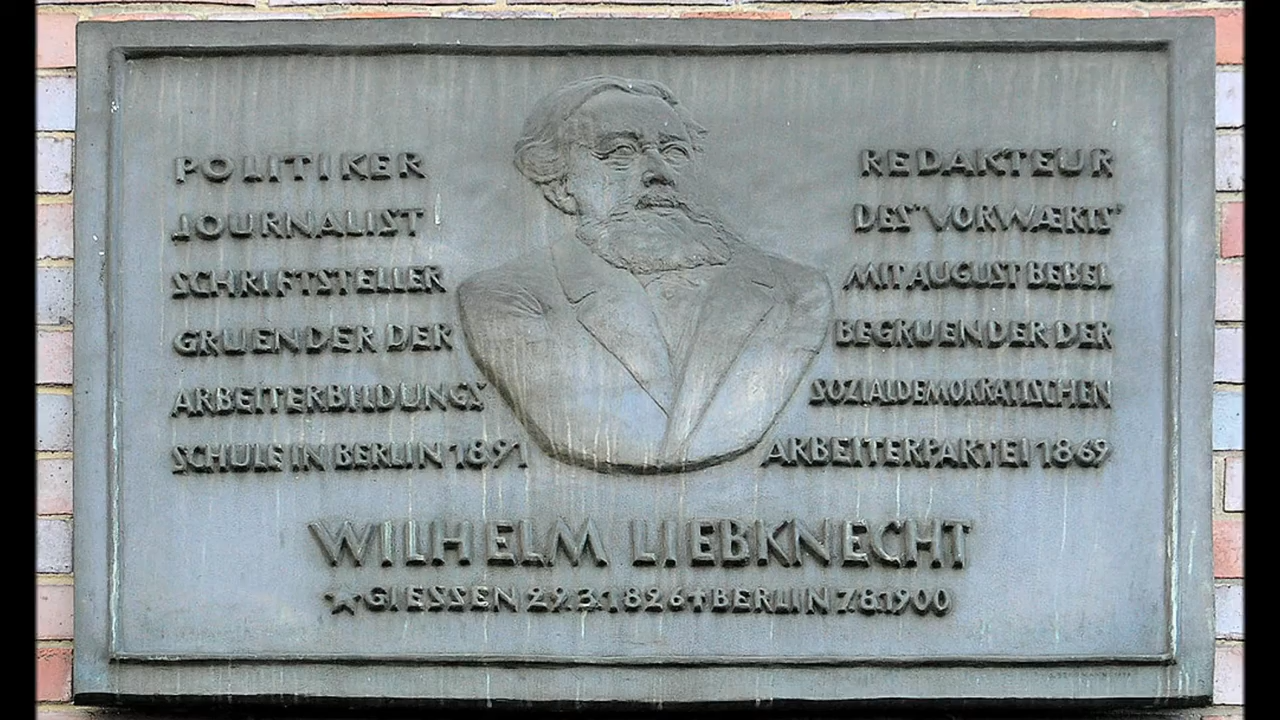 POLITIKER
JOURNALIST
SCHRIFTSTELLER
GRUENDER DER
ARBEITERBILDUNGS
SCHULE IN BERLIN 1891
REDAKTEUR
DES "VORWÆRTS"
MIT AUGUST BEBEL
BEGRUENDER DER
SOZIALDEMOKRATISCHEN
ARBEITERPARTEI 1869
WILHELM LIEBKNECHT
☆GIESSEN 29.3.1826✝BERLIN 7.8.1900